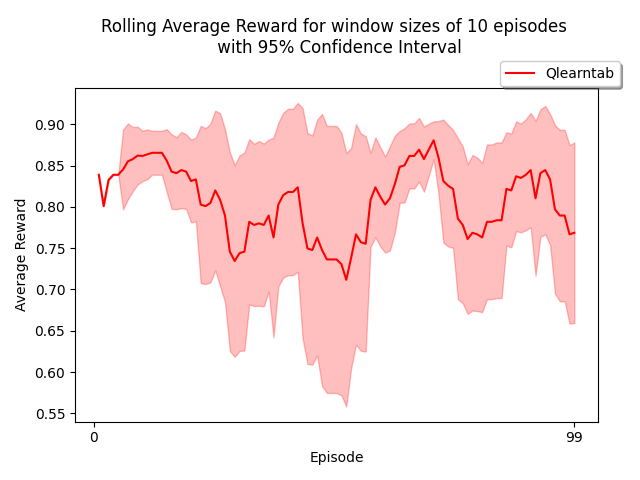 Rolling Average Reward for window sizes of 10 episodes
with 95% Confidence Interval
Qlearntab
0.90
0.85
0.80
0.75
0.70
0.65
0.60
0.55
Average Reward
0
99
Episode